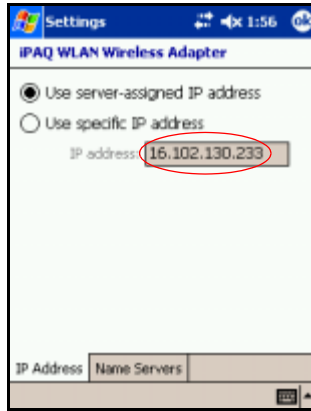 Settings 1:56 ok
iPAQ WLAN Wireless Adapter
Use server-assigned IP address
Use specific IP address
IP address: 16.102.130.233
IP Address Name Servers